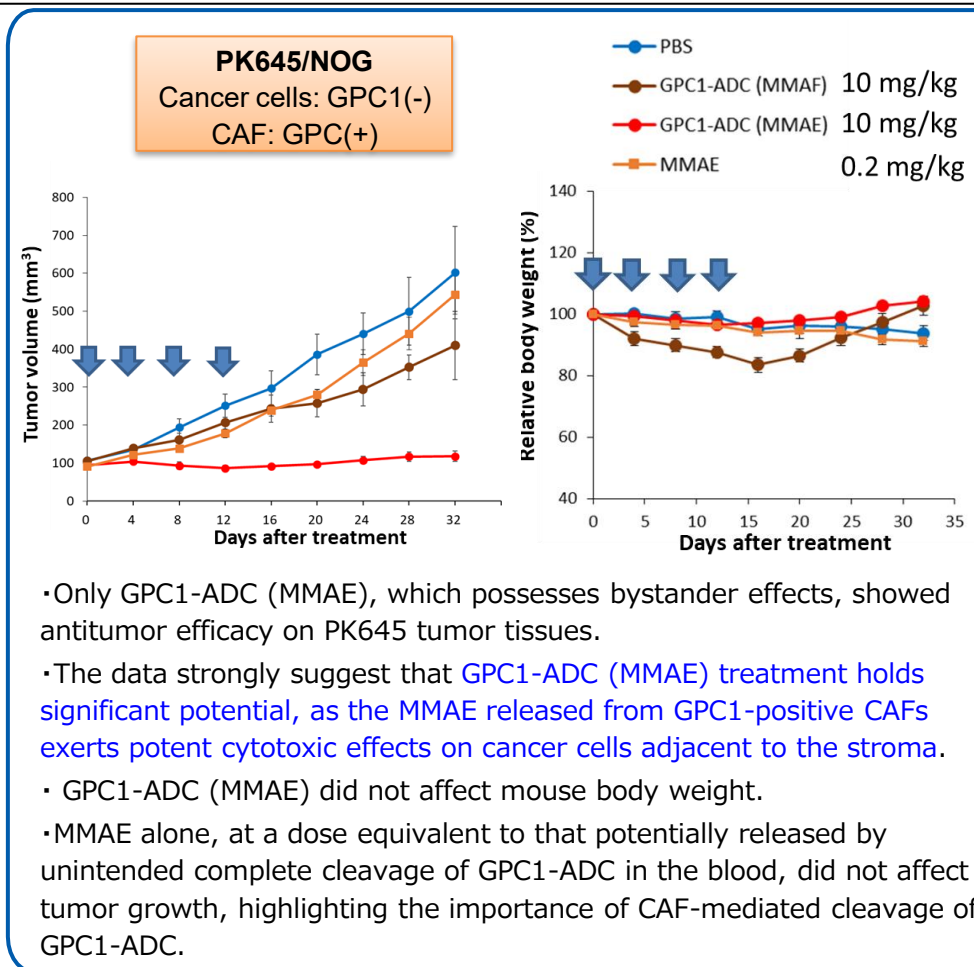 PK645/NOG
Cancer cells: GPC1(-)
CAF: GPC(+)
PBS
GPC1-ADC (MMAF) 10 mg/kg
GPC1-ADC (MMAE) 10 mg/kg
MMAE 0.2 mg/kg
Tumor volume (mm³)
800
700
600
500
400
300
200
100
0
0 4 8 12 16 20 24 28 32
Days after treatment
Relative body weight (%)
140
120
100
80
60
40
0 5 10 15 20 25 30 35
Days after treatment
・Only GPC1-ADC (MMAE), which possesses bystander effects, showed
antitumor efficacy on PK645 tumor tissues.
・The data strongly suggest that GPC1-ADC (MMAE) treatment holds
significant potential, as the MMAE released from GPC1-positive CAFs
exerts potent cytotoxic effects on cancer cells adjacent to the stroma.
・ GPC1-ADC (MMAE) did not affect mouse body weight.
・MMAE alone, at a dose equivalent to that potentially released by
unintended complete cleavage of GPC1-ADC in the blood, did not affect
tumor growth, highlighting the importance of CAF-mediated cleavage of
GPC1-ADC.